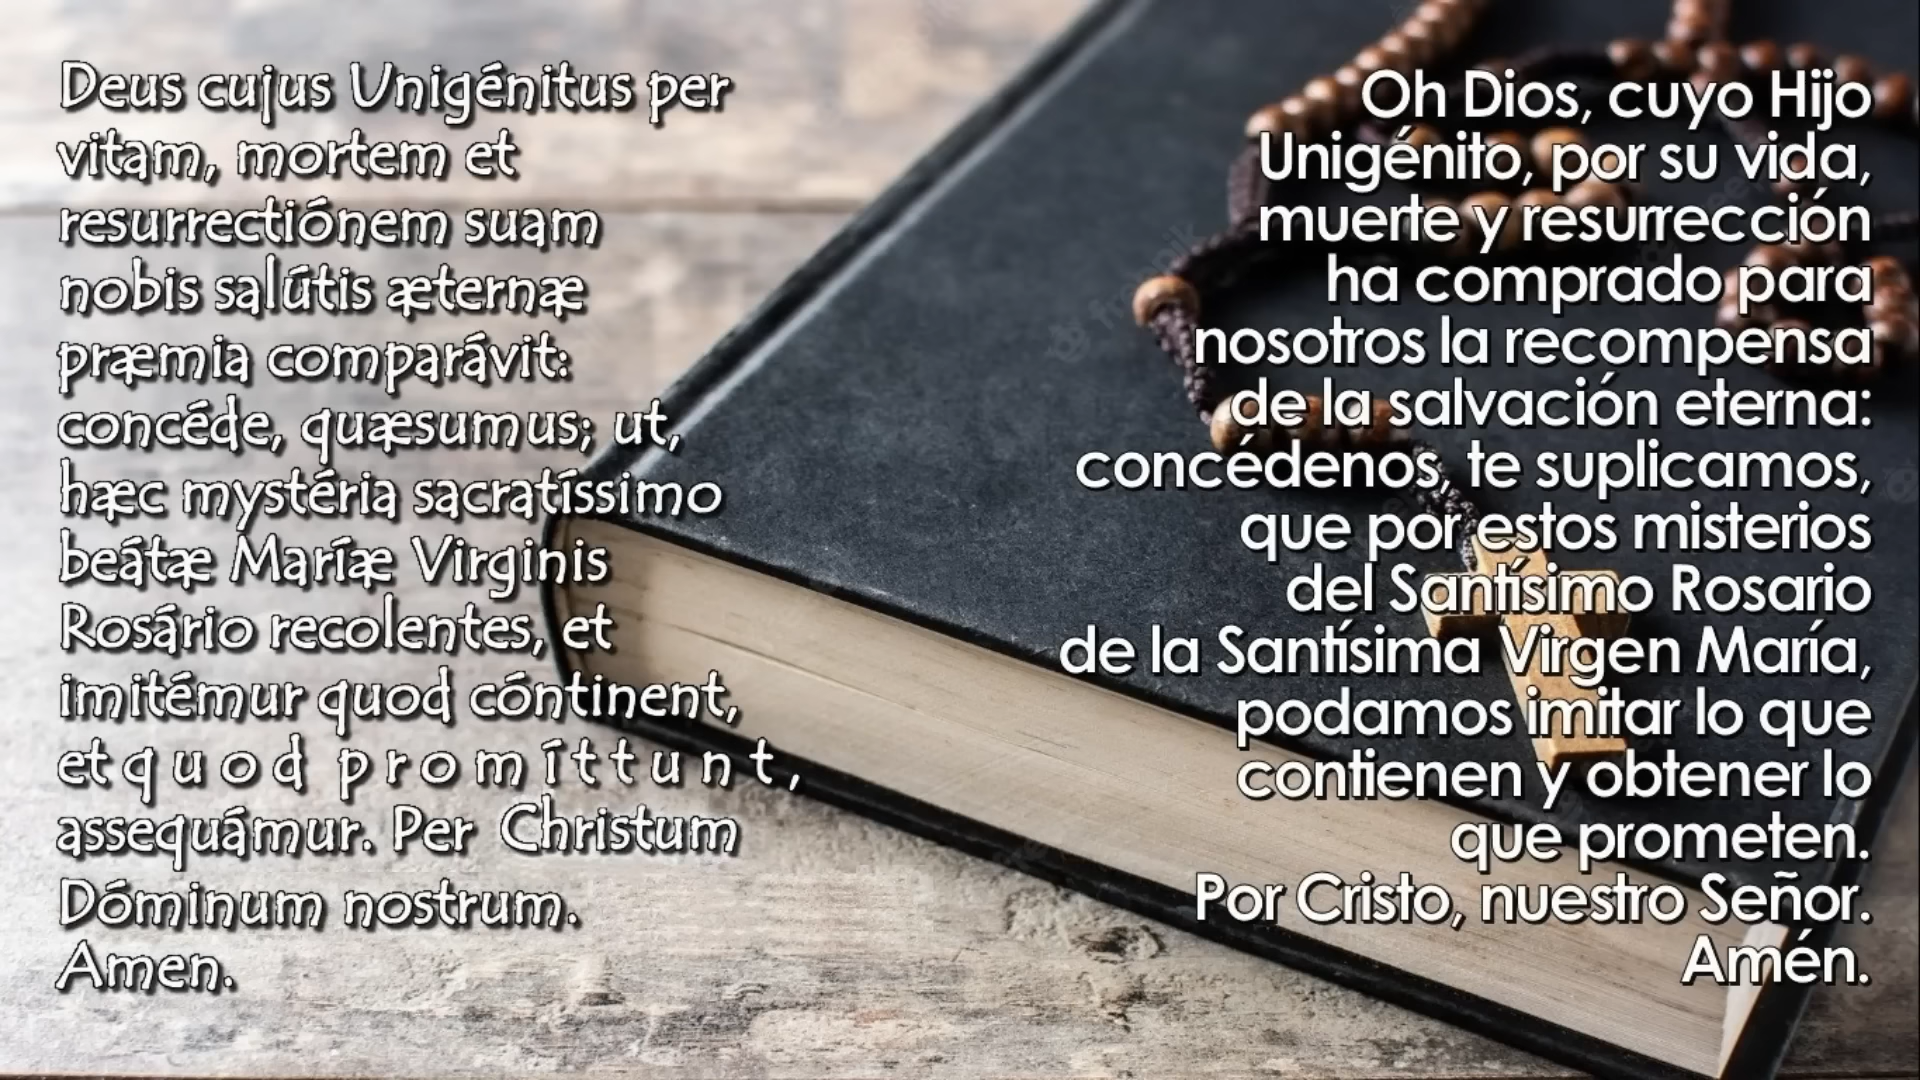 Deus cujus Unigénitus per
vitam, mortem et
resurrectiónem suam
nobis salútis æternæ
præmia comparávit:
concéde, quæsumus; ut,
hæc mystéria sacratíssimo
beátæ Maríæ Virginis
Rosário recolentes, et
imitémur quod cóntinent,
et quod promíttunt,
assequámur. Per Christum
Dóminum nostrum.
Amen.
Oh Dios, cuyo Hijo
Unigénito, por su vida,
muerte y resurrección
ha comprado para
nosotros la recompensa
de la salvación eterna:
concédenos, te suplicamos,
que por estos misterios
del Santísimo Rosario
de la Santísima Virgen María,
podamos imitar lo que
contienen y obtener lo
que prometen.
Por Cristo, nuestro Señor.
Amén.